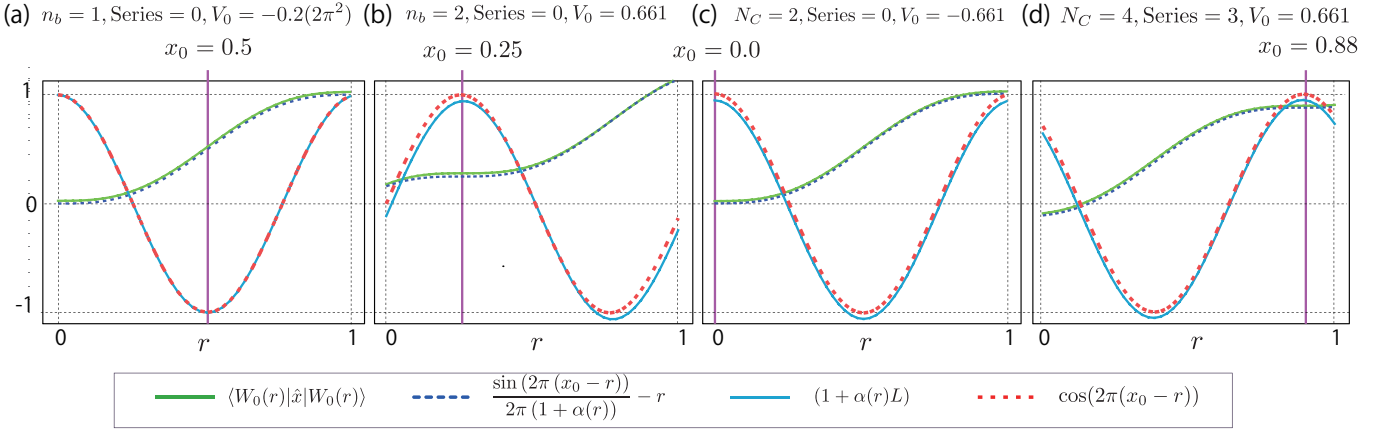 (a) n_b = 1, Series = 0, V_0 = −0.2(2π²)
x_0 = 0.5
(b) n_b = 2, Series = 0, V_0 = 0.661
x_0 = 0.25
(c) N_C = 2, Series = 0, V_0 = −0.661
x_0 = 0.0
(d) N_C = 4, Series = 3, V_0 = 0.661
x_0 = 0.88
1
0
-1
0 r 1
0 r 1
0 r 1
0 r 1
⟨W_0(r)|x̂|W_0(r)⟩
sin (2π (x_0 − r)) / 2π (1 + α(r)) − r
(1 + α(r)L)
cos(2π(x_0 − r))